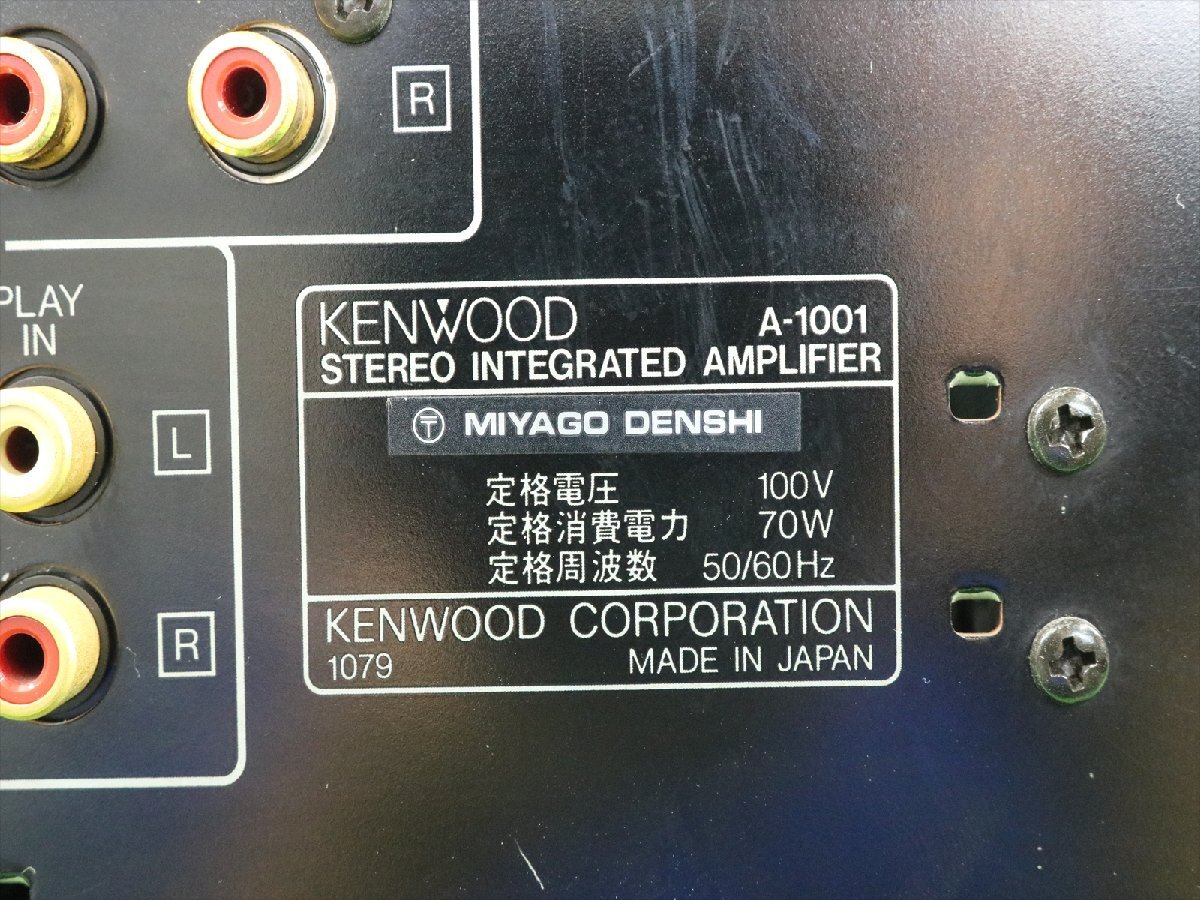 R
PLAY
IN
L
R
KENWOOD A-1001
STEREO INTEGRATED AMPLIFIER
〒 MIYAGO DENSHI
定格電圧 100V
定格消費電力 70W
定格周波数 50/60Hz
KENWOOD CORPORATION
1079 MADE IN JAPAN